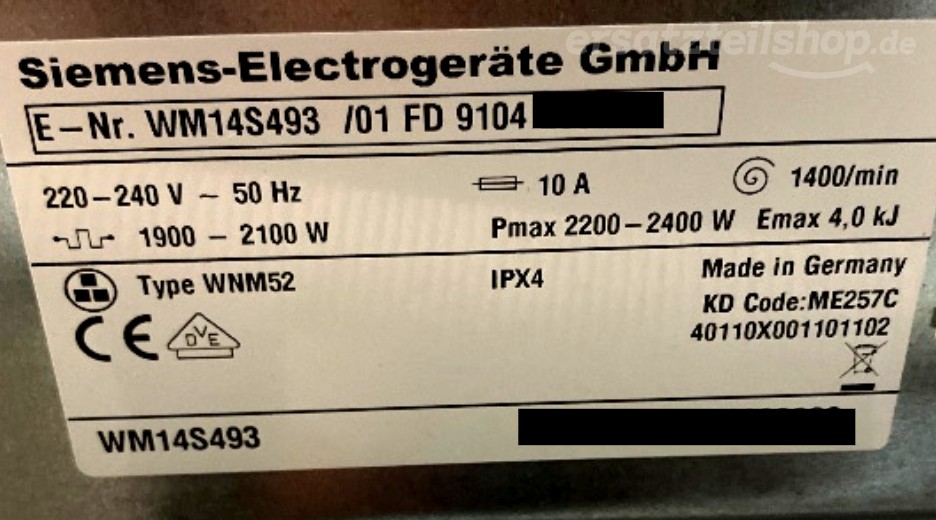 ersatzteilshop.de
Siemens-Electrogeräte GmbH
E-Nr. WM14S493 /01 FD 9104
220-240 V ~ 50 Hz 10 A 1400/min
1900 - 2100 W Pmax 2200-2400 W Emax 4,0 kJ
Type WNM52 IPX4 Made in Germany
KD Code:ME257C
CE DVE 40110X001101102
WM14S493